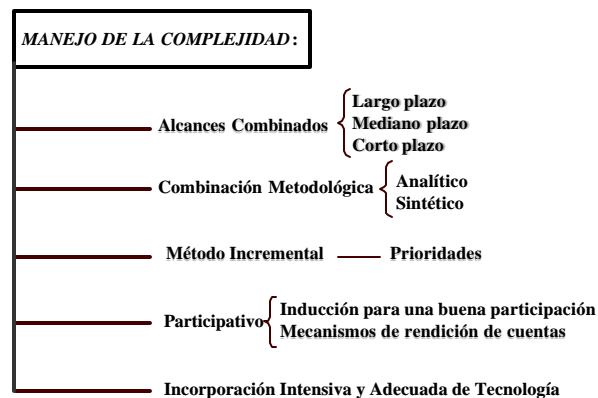 MANEJO DE LA COMPLEJIDAD:
Alcances Combinados
Largo plazo
Mediano plazo
Corto plazo
Combinación Metodológica
Analítico
Sintético
Método Incremental
Prioridades
Participativo
Inducción para una buena participación
Mecanismos de rendición de cuentas
Incorporación Intensiva y Adecuada de Tecnología